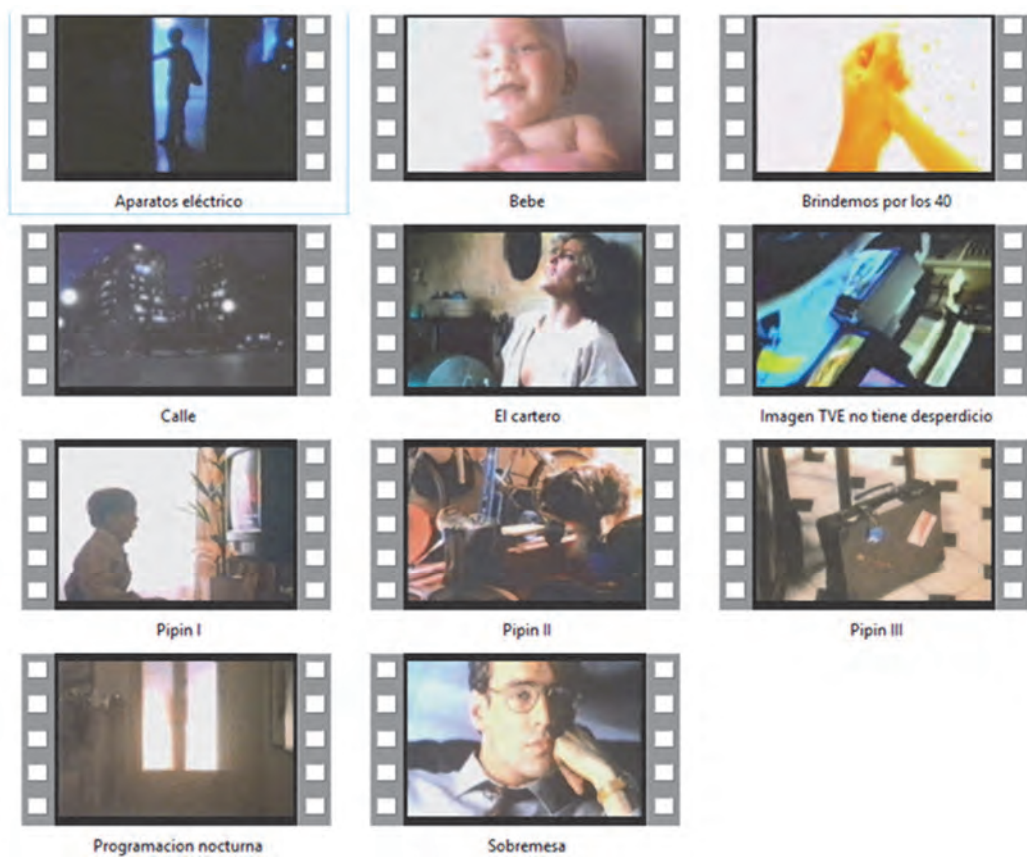 Aparatos eléctrico
Bebe
Brindemos por los 40
Calle
El cartero
Imagen TVE no tiene desperdicio
Pipin I
Pipin II
Pipin III
Programacion nocturna
Sobremesa